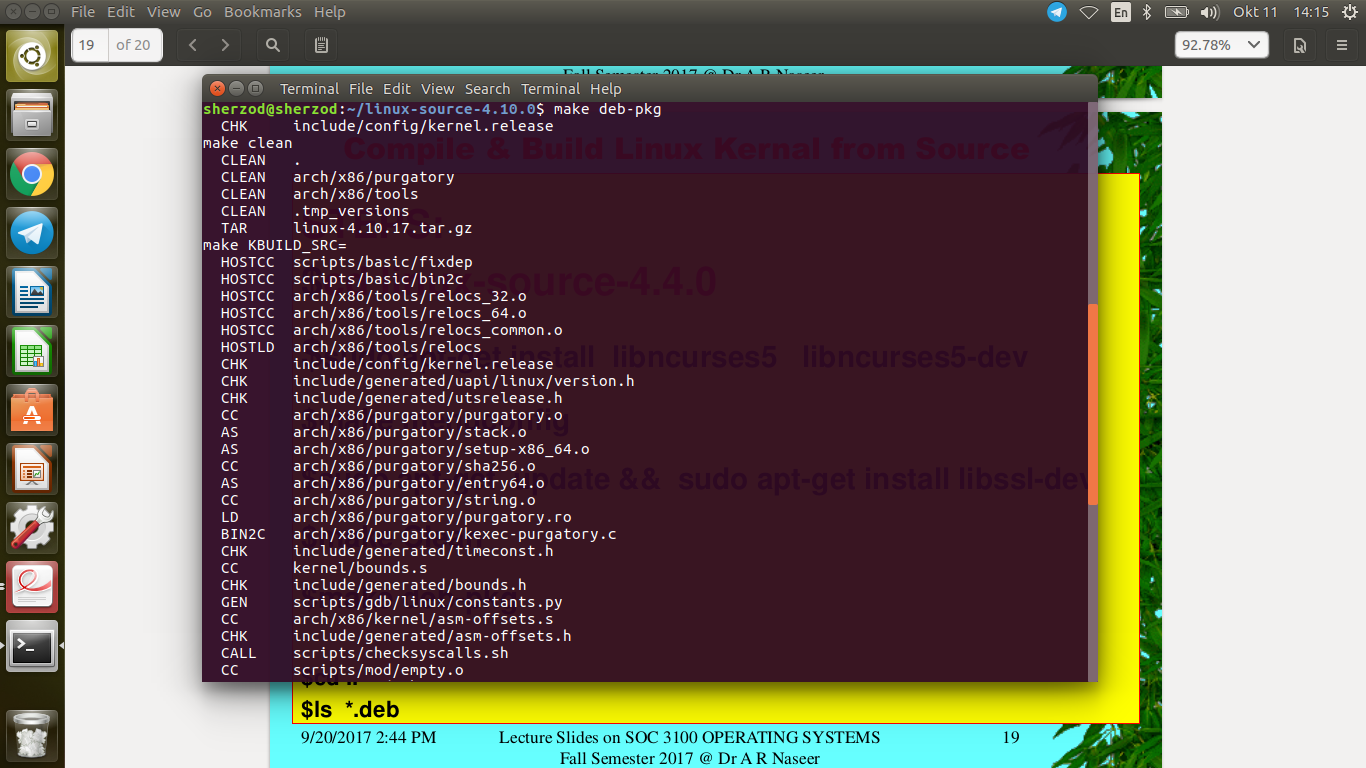 File Edit View Go Bookmarks Help En Okt 11 14:15
19 of 20 92.78%
Fall Semester 2017 @ Dr A R Naseer
Terminal File Edit View Search Terminal Help
sherzod@sherzod:~/linux-source-4.10.0$ make deb-pkg
CHK include/config/kernel.release
make clean
Compile & Build Linux Kernal from Source
CLEAN .
CLEAN arch/x86/purgatory
CLEAN arch/x86/tools
CLEAN .tmp_versions
TAR linux-4.10.17.tar.gz
make KBUILD_SRC=
HOSTCC scripts/basic/fixdep
HOSTCC scripts/basic/bin2c
-source-4.4.0
HOSTCC arch/x86/tools/relocs_32.o
HOSTCC arch/x86/tools/relocs_64.o
HOSTCC arch/x86/tools/relocs_common.o
HOSTLD arch/x86/tools/relocs
install libncurses5 libncurses5-dev
CHK include/config/kernel.release
CHK include/generated/uapi/linux/version.h
CHK include/generated/utsrelease.h
CC arch/x86/purgatory/purgatory.o
AS arch/x86/purgatory/stack.o
AS arch/x86/purgatory/setup-x86_64.o
CC arch/x86/purgatory/sha256.o
update && sudo apt-get install libssl-dev
AS arch/x86/purgatory/entry64.o
CC arch/x86/purgatory/string.o
LD arch/x86/purgatory/purgatory.ro
BIN2C arch/x86/purgatory/kexec-purgatory.c
CHK include/generated/timeconst.h
CC kernel/bounds.s
CHK include/generated/bounds.h
GEN scripts/gdb/linux/constants.py
CC arch/x86/kernel/asm-offsets.s
CHK include/generated/asm-offsets.h
CALL scripts/checksyscalls.sh
CC scripts/mod/empty.o
$ls *.deb
9/20/2017 2:44 PM Lecture Slides on SOC 3100 OPERATING SYSTEMS 19
Fall Semester 2017 @ Dr A R Naseer